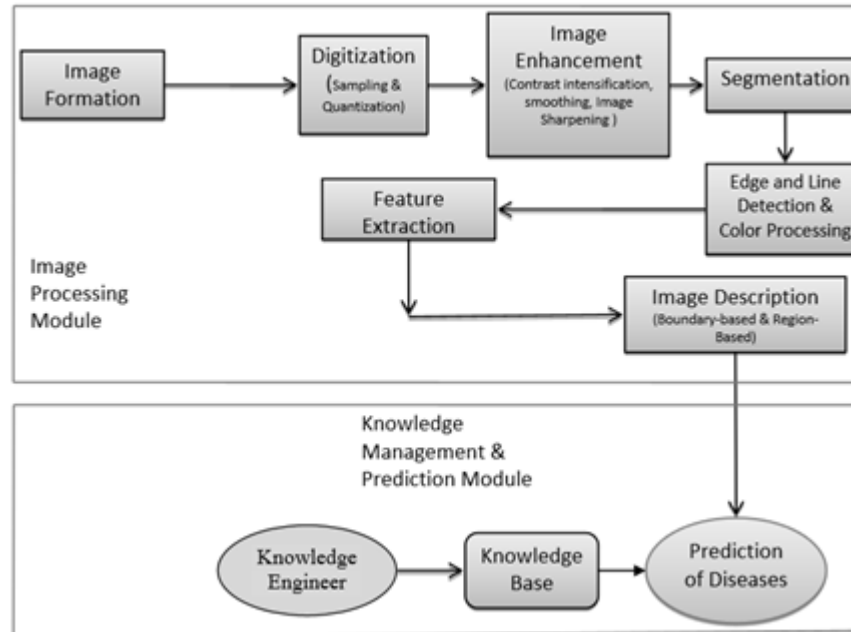 Image
Formation
Digitization
(Sampling &
Quantization)
Image
Enhancement
(Contrast intensification,
smoothing, Image
Sharpening )
Segmentation
Edge and Line
Detection &
Color Processing
Feature
Extraction
Image
Processing
Module
Image Description
(Boundary-based & Region-
Based)
Knowledge
Management &
Prediction Module
Knowledge
Engineer
Knowledge
Base
Prediction
of Diseases